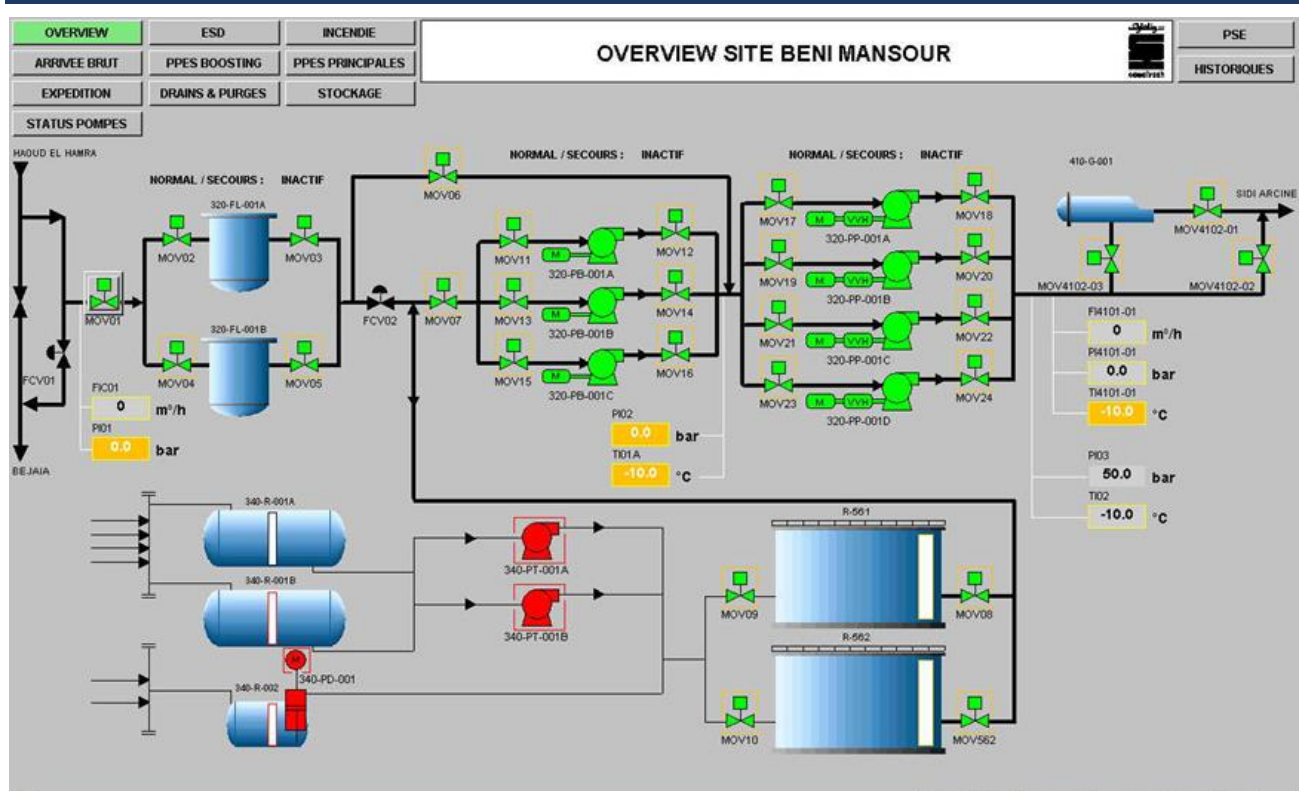 OVERVIEW
ESD
INCENDIE
ARRIVEE BRUT
PPES BOOSTING
PPES PRINCIPALES
EXPEDITION
DRAINS & PURGES
STOCKAGE
STATUS POMPES
OVERVIEW SITE BENI MANSOUR
PSE
HISTORIQUES
HAOUD EL HAMRA
NORMAL / SECOURS : INACTIF
NORMAL / SECOURS : INACTIF
NORMAL / SECOURS : INACTIF
410-G-001
SIDI ARCINE
MOV06
320-FL-001A
MOV02
MOV03
MOV01
320-FL-001B
MOV04
MOV05
FCV01
FCV02
MOV07
MOV11
M
320-PB-001A
MOV12
MOV13
M
320-PB-001B
MOV14
MOV15
M
320-PB-001C
MOV16
MOV17
M
VVH
320-PP-001A
MOV18
MOV19
M
VVH
320-PP-001B
MOV20
MOV21
M
VVH
320-PP-001C
MOV22
MOV23
M
VVH
320-PP-001D
MOV24
MOV4102-01
MOV4102-03
MOV4102-02
FIC01
0 m³/h
PI01
0.0 bar
BEJAIA
PI02
0.0 bar
TI01A
-10.0 °C
FI4101-01
0 m³/h
PI4101-01
0.0 bar
TI4101-01
-10.0 °C
PI03
50.0 bar
TI02
-10.0 °C
340-R-001A
340-R-001B
340-PT-001A
340-PT-001B
M
340-PD-001
340-R-002
R-561
MOV09
MOV08
R-562
MOV10
MOV562